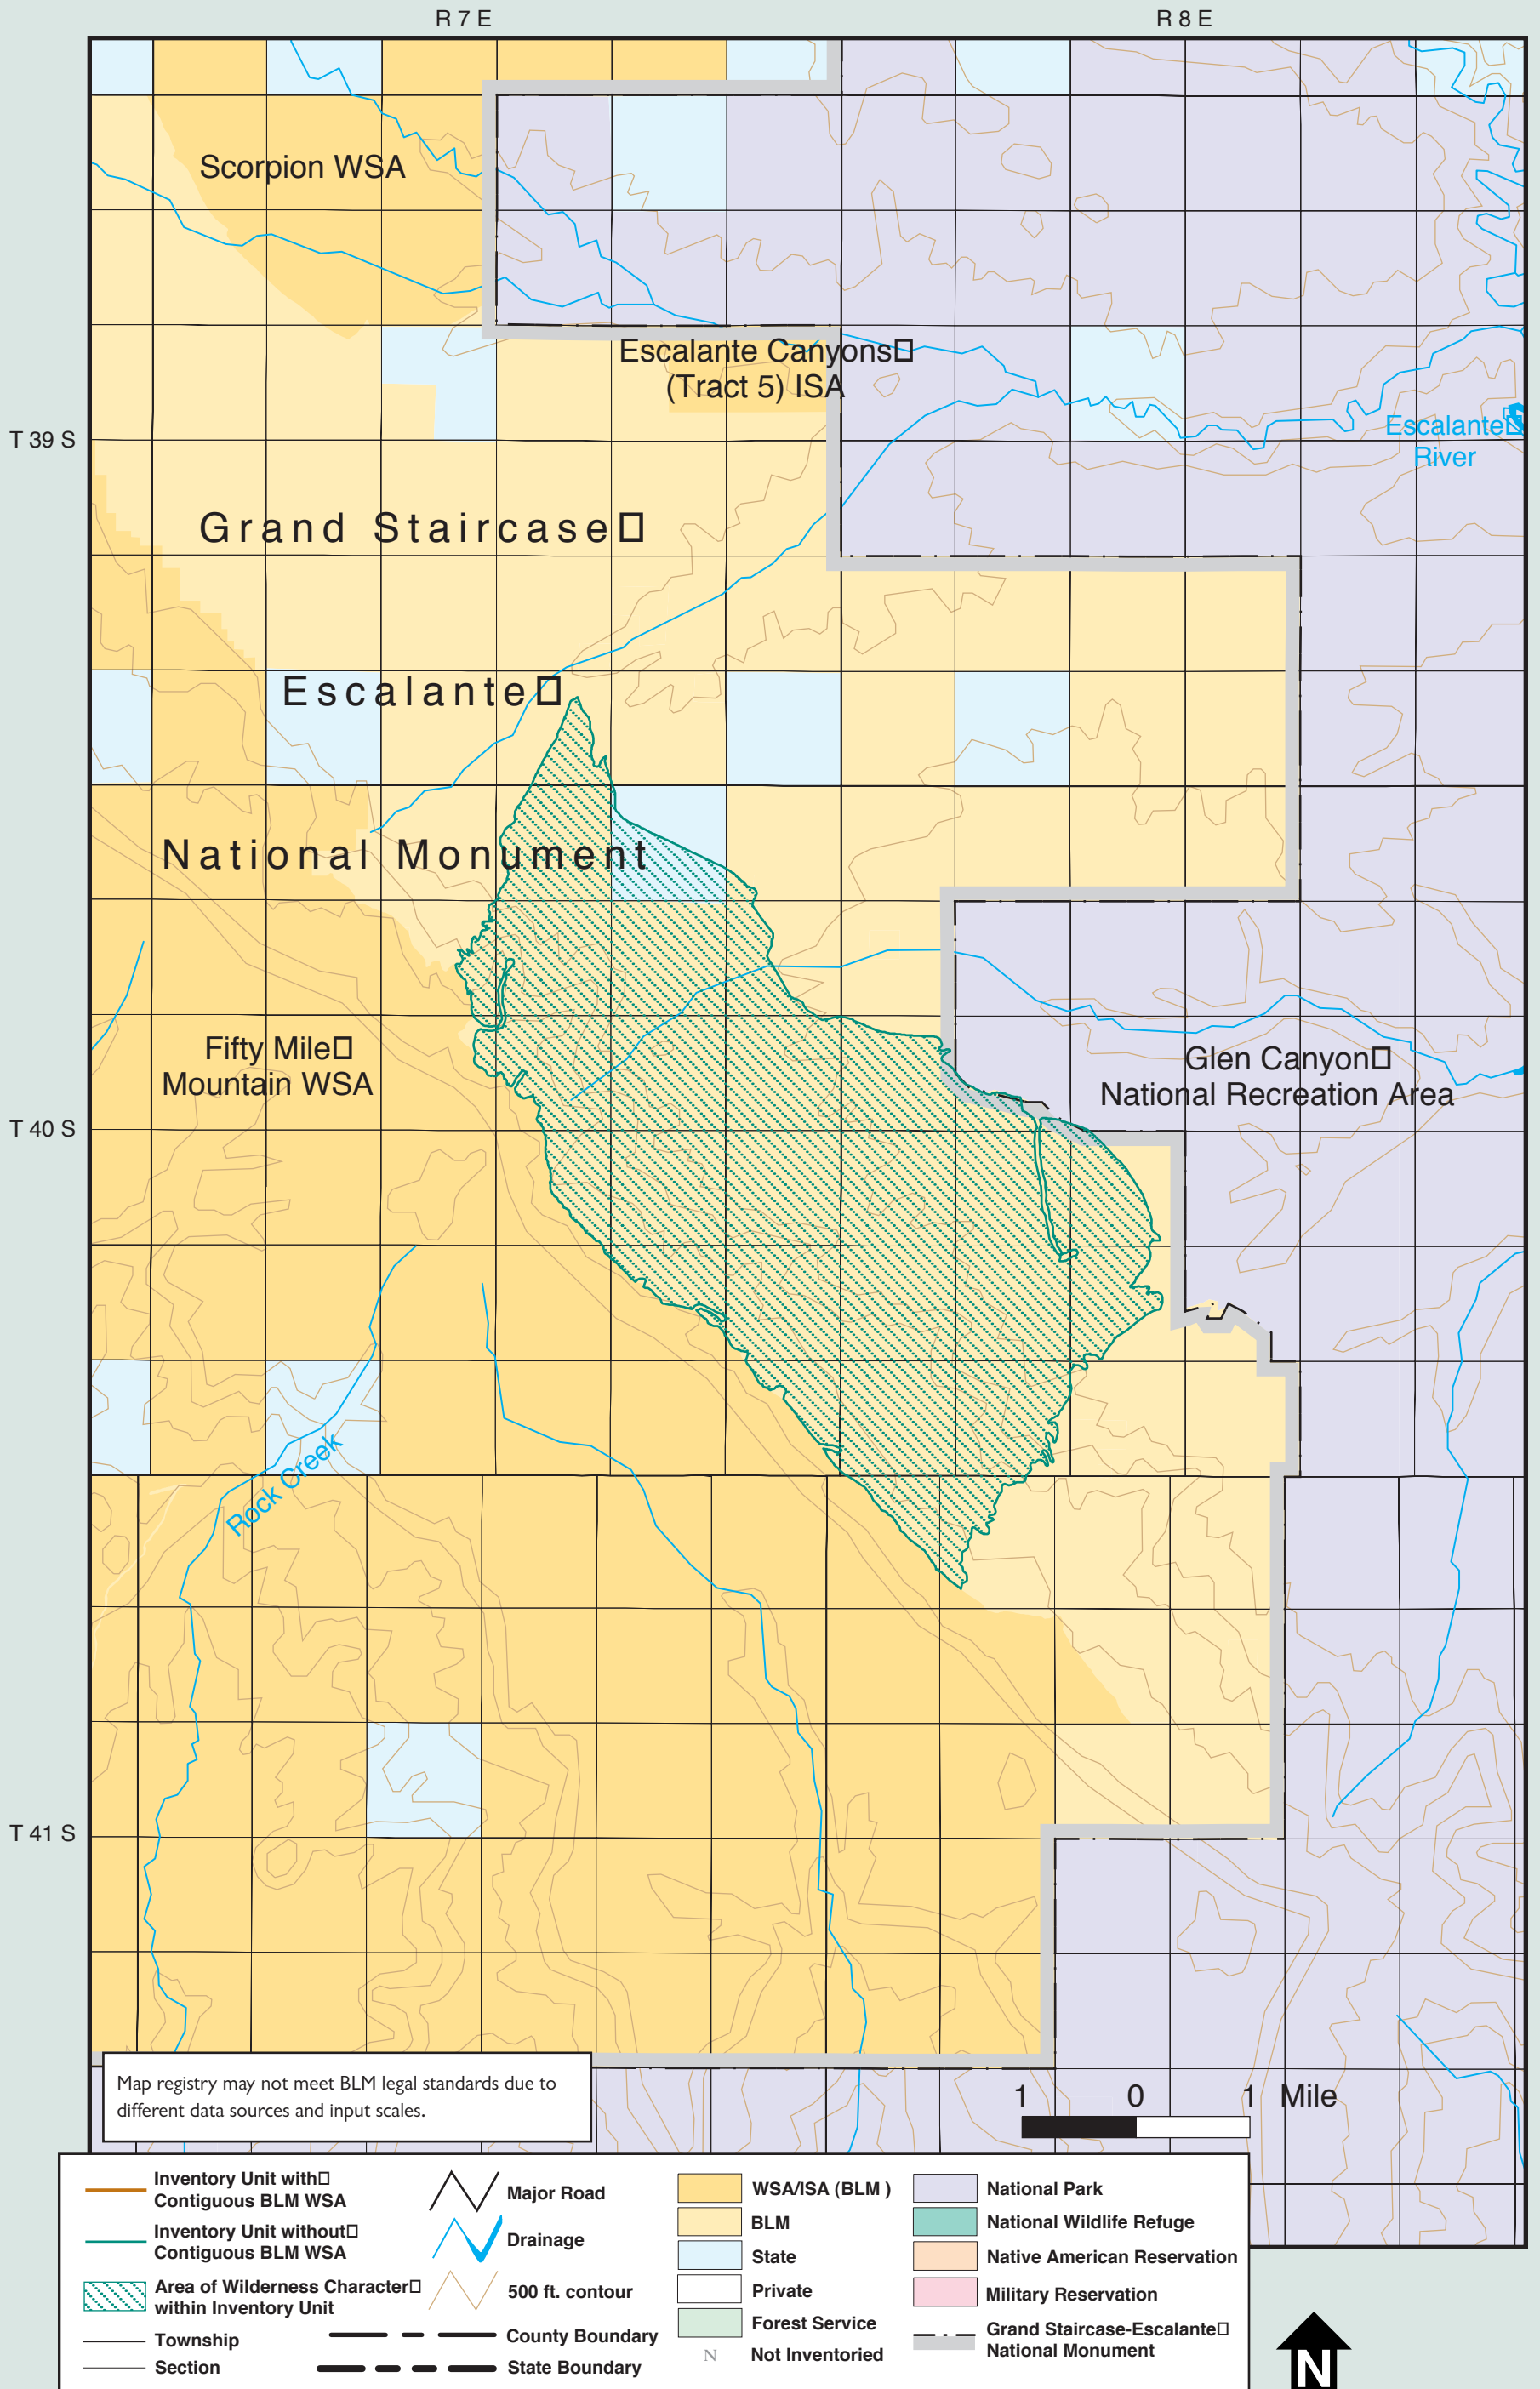 R 7 E
R 8 E
Scorpion WSA
Escalante Canyons
(Tract 5) ISA
T 39 S
Escalante
River
Grand Staircase
Escalante
National Monument
Fifty Mile
Mountain WSA
Glen Canyon
National Recreation Area
T 40 S
Rock Creek
T 41 S
Map registry may not meet BLM legal standards due to
different data sources and input scales.
1 0 1 Mile
Inventory Unit with
Contiguous BLM WSA
Inventory Unit without
Contiguous BLM WSA
Area of Wilderness Character
within Inventory Unit
Township
Section
Major Road
Drainage
500 ft. contour
County Boundary
State Boundary
WSA/ISA (BLM )
BLM
State
Private
Forest Service
N Not Inventoried
National Park
National Wildlife Refuge
Native American Reservation
Military Reservation
Grand Staircase-Escalante
National Monument
N